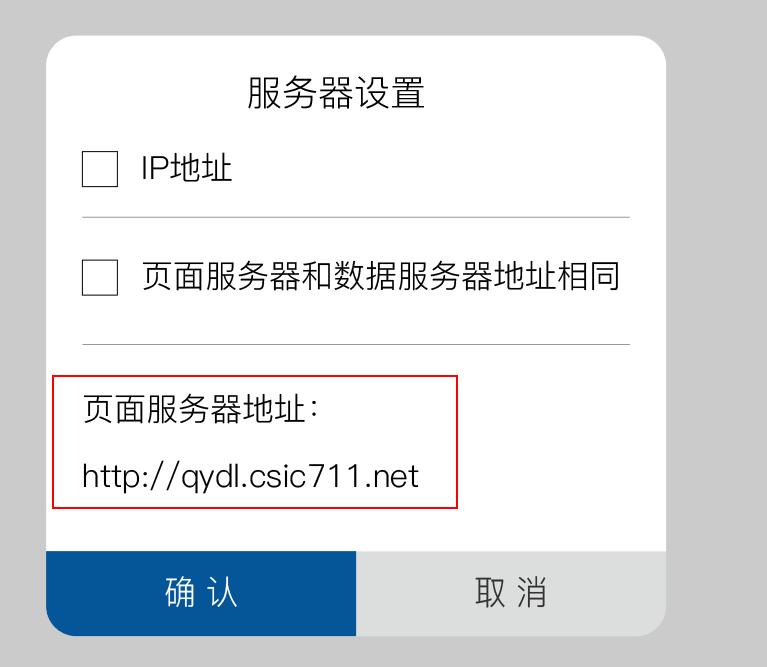 服务器设置
IP地址
页面服务器和数据服务器地址相同
页面服务器地址：
http://qydl.csic711.net
确 认
取 消